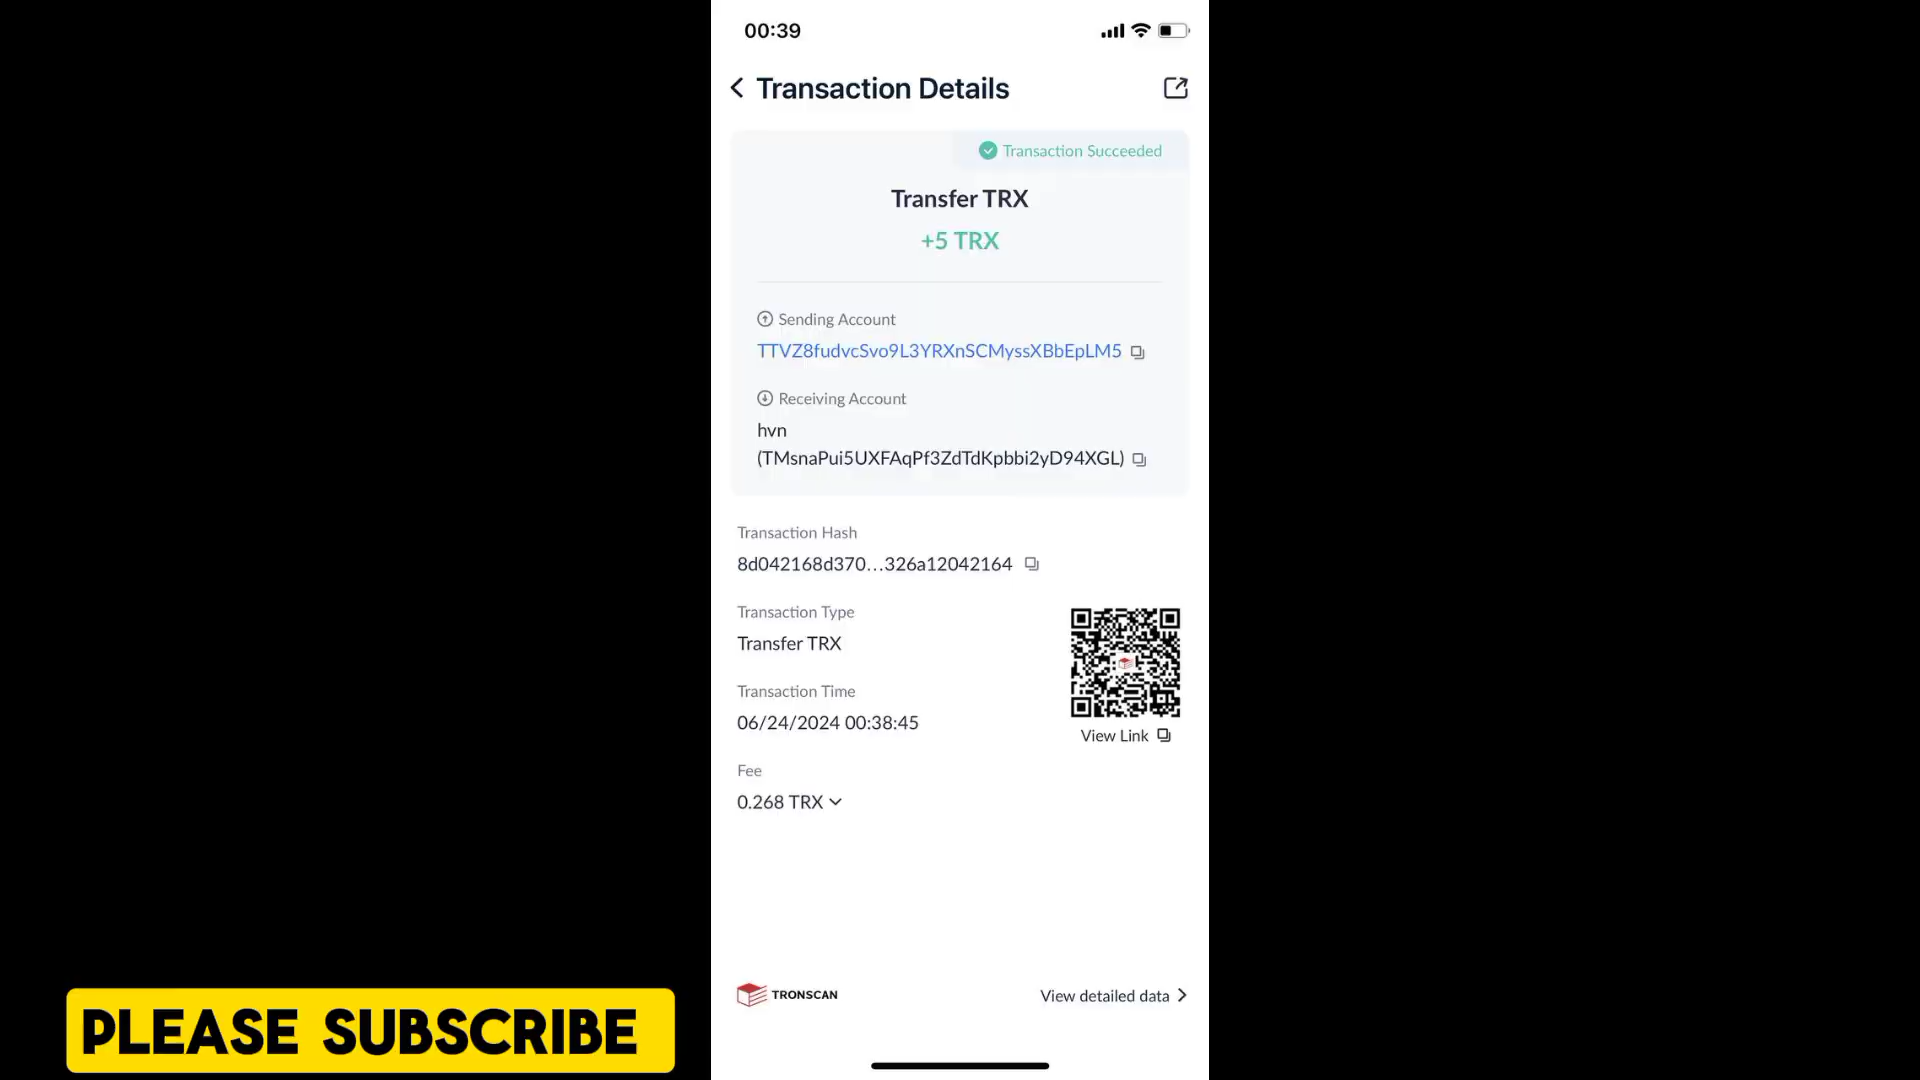 00:39
Transaction Details
Transaction Succeeded
Transfer TRX
+5 TRX
Sending Account
TTVZ8fudvcSvo9L3YRXnSCMyssXBbEpLM5
Receiving Account
hvn
(TMsnaPui5UXFAqPf3ZdTdKpbbi2yD94XGL)
Transaction Hash
8d042168d370...326a12042164
Transaction Type
Transfer TRX
Transaction Time
06/24/2024 00:38:45
View Link
Fee
0.268 TRX
TRONSCAN
View detailed data
PLEASE SUBSCRIBE